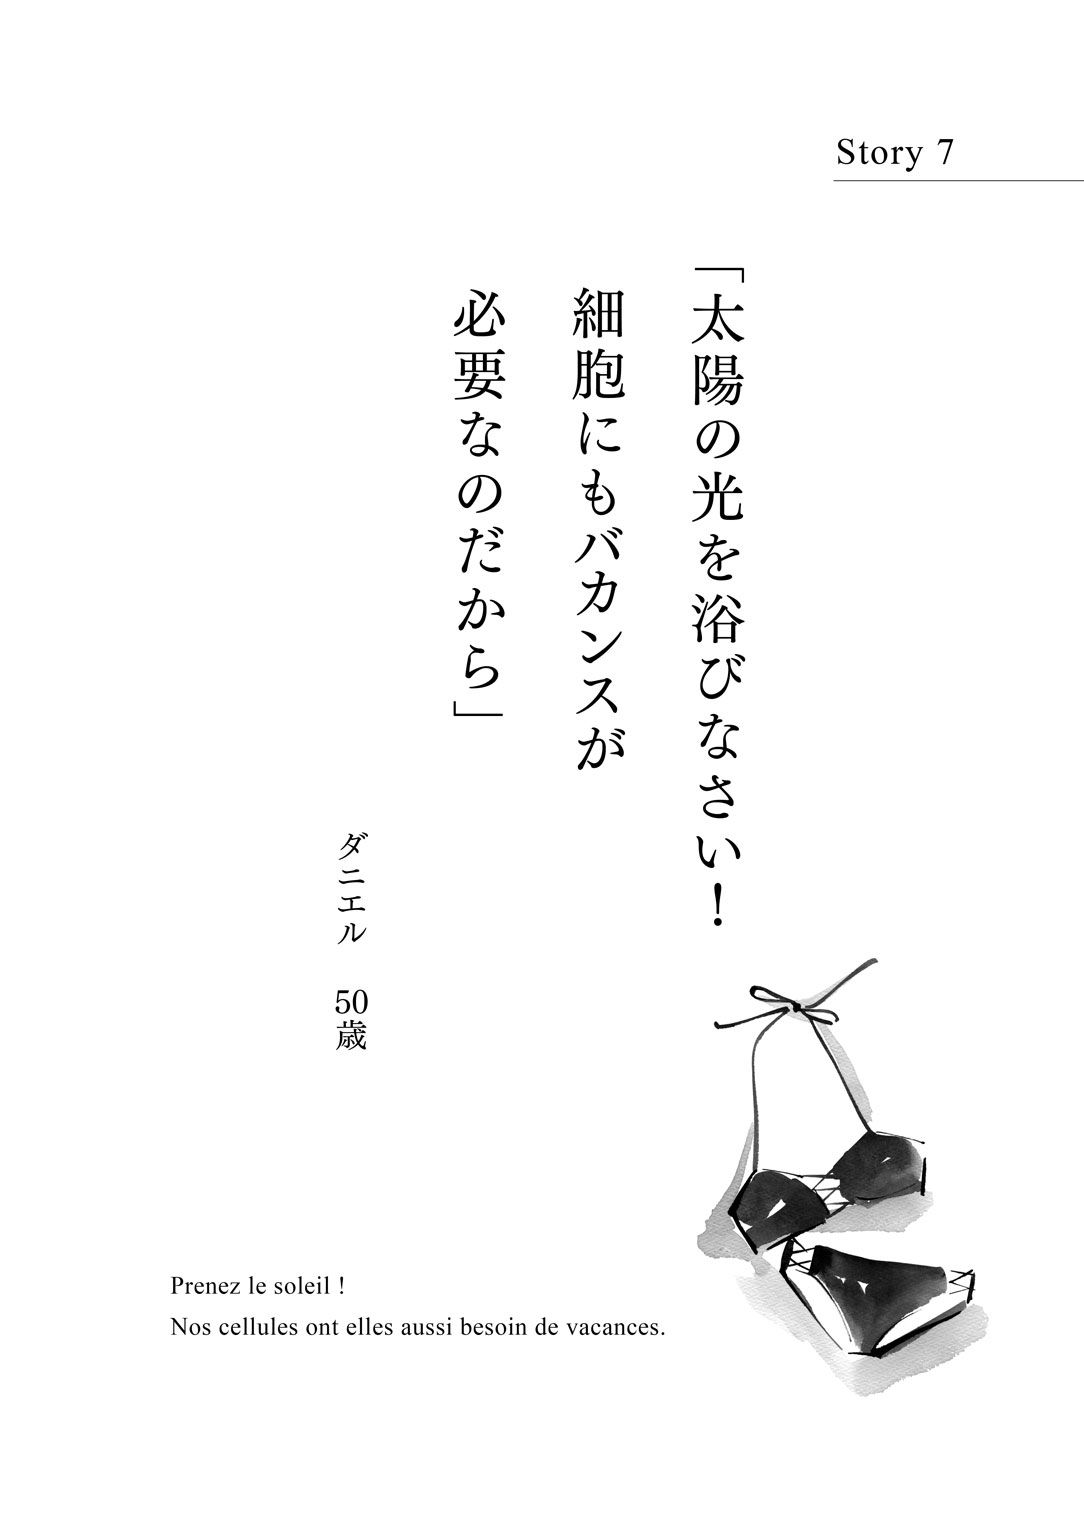 Story 7
「太陽の光を浴びなさい！
細胞にもバカンスが
必要なのだから」
ダニエル　50歳
Prenez le soleil !
Nos cellules ont elles aussi besoin de vacances.